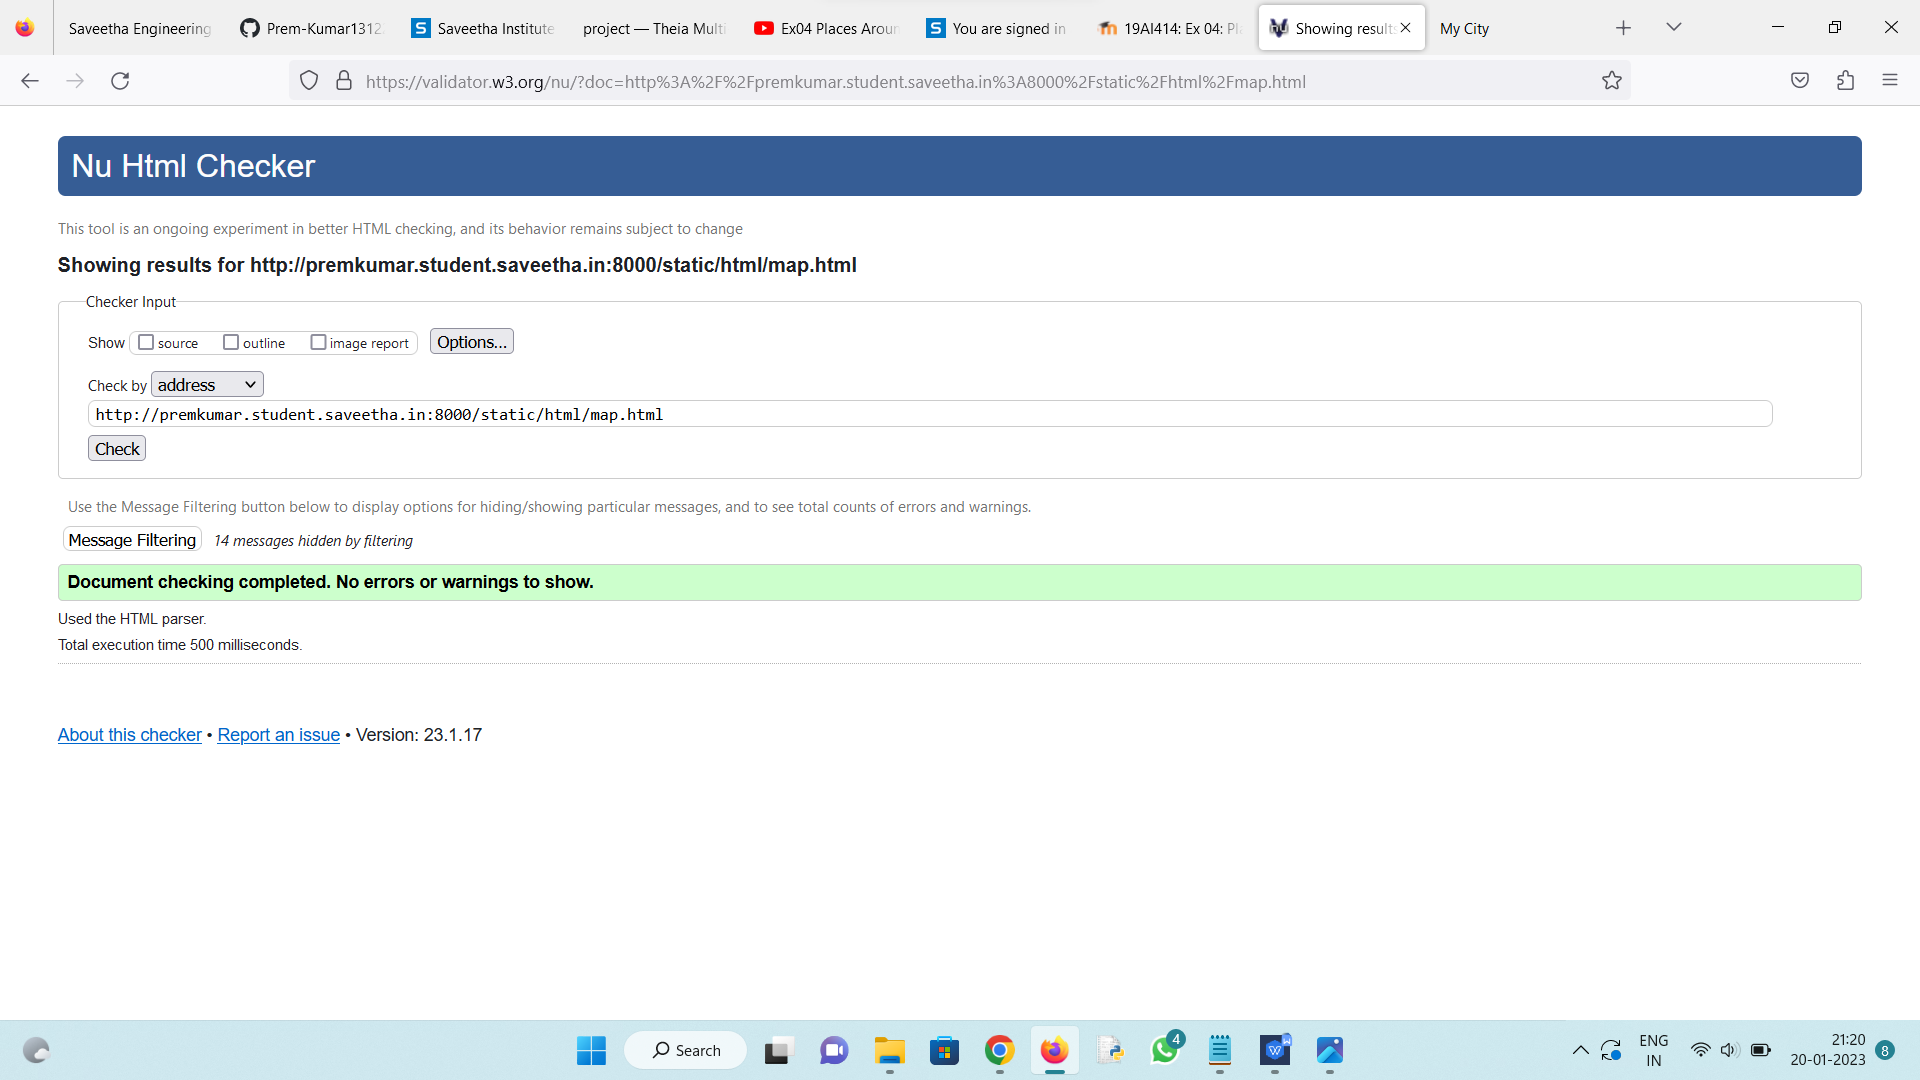 Saveetha Engineering
Prem-Kumar1312
Saveetha Institute
project — Theia Multi
Ex04 Places Aroun
You are signed in
19AI414: Ex 04: Pl
Showing results
My City
https://validator.w3.org/nu/?doc=http%3A%2F%2Fpremkumar.student.saveetha.in%3A8000%2Fstatic%2Fhtml%2Fmap.html
Nu Html Checker
This tool is an ongoing experiment in better HTML checking, and its behavior remains subject to change
Showing results for http://premkumar.student.saveetha.in:8000/static/html/map.html
Checker Input
Show source outline image report Options...
Check by address
http://premkumar.student.saveetha.in:8000/static/html/map.html
Check
Use the Message Filtering button below to display options for hiding/showing particular messages, and to see total counts of errors and warnings.
Message Filtering 14 messages hidden by filtering
Document checking completed. No errors or warnings to show.
Used the HTML parser.
Total execution time 500 milliseconds.
About this checker • Report an issue • Version: 23.1.17
Search
4
ENG
IN
21:20
20-01-2023
8